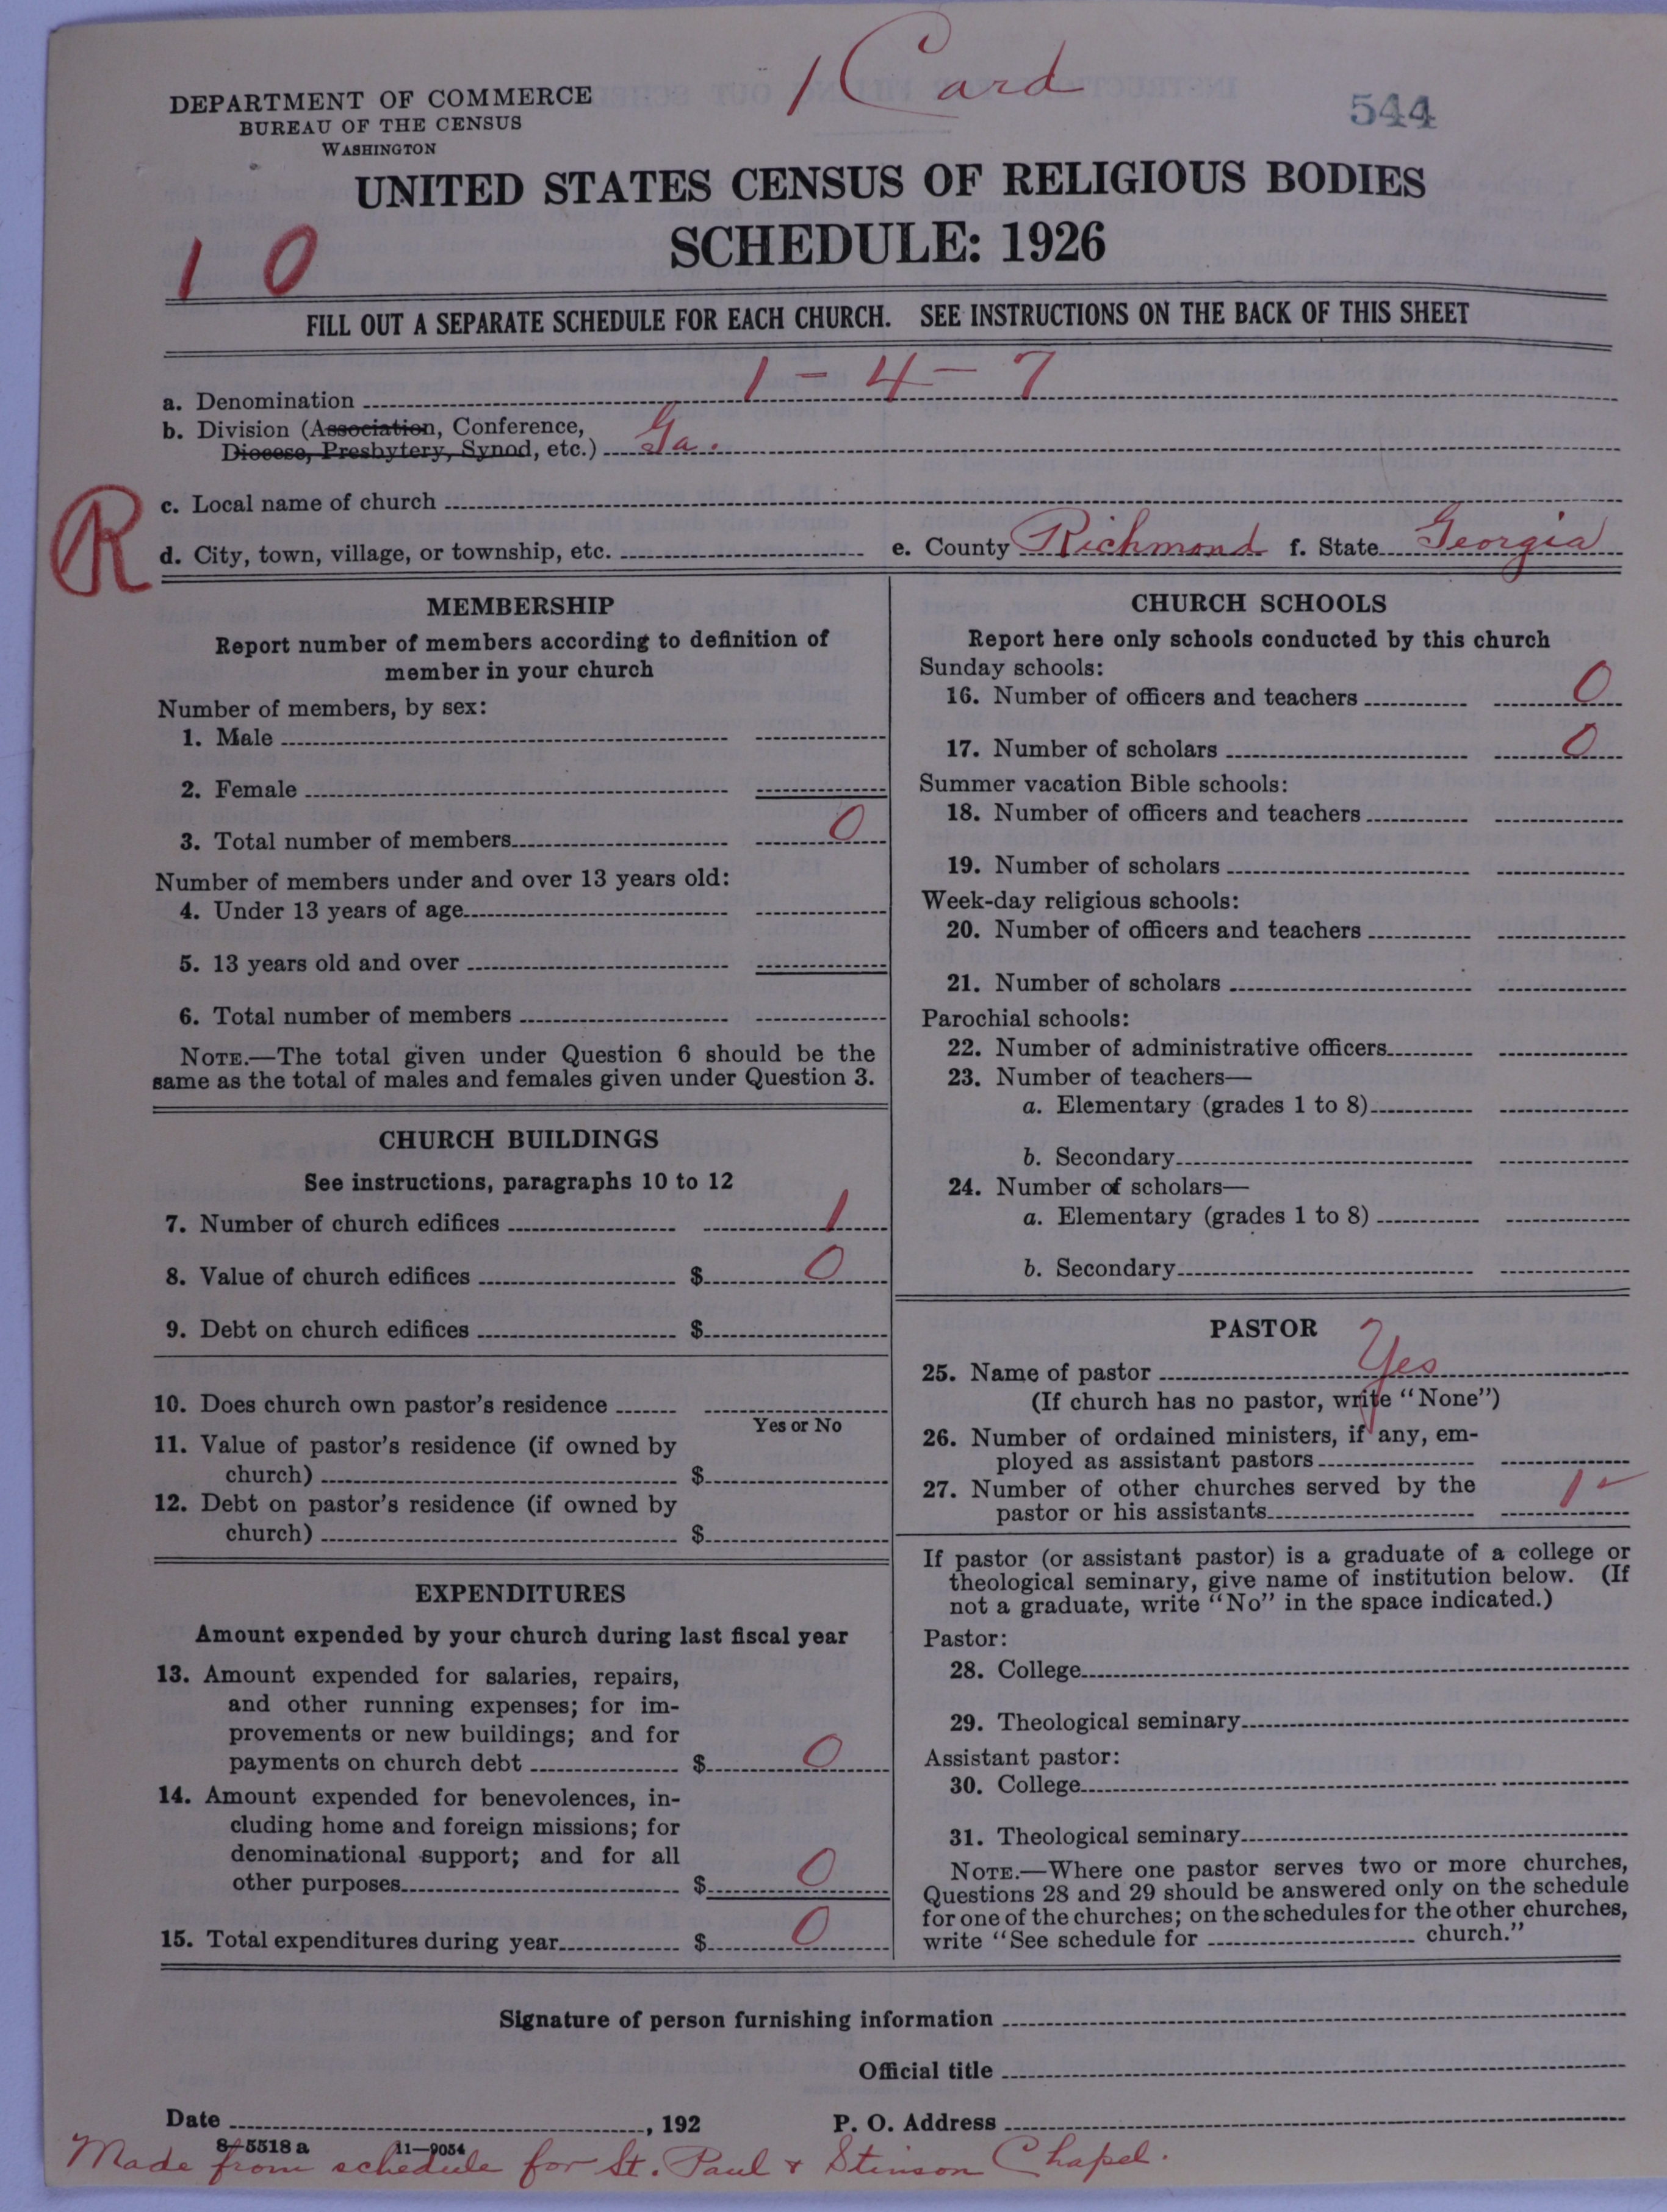 1 Card
544
DEPARTMENT OF COMMERCE
BUREAU OF THE CENSUS
WASHINGTON
UNITED STATES CENSUS OF RELIGIOUS BODIES
SCHEDULE: 1926
1 0
FILL OUT A SEPARATE SCHEDULE FOR EACH CHURCH. SEE INSTRUCTIONS ON THE BACK OF THIS SHEET
a. Denomination 1-4-7
b. Division (Association, Conference,
Diocese, Presbytery, Synod, etc.) Ga.
R
c. Local name of church
d. City, town, village, or township, etc. e. County Richmond f. State Georgia
MEMBERSHIP
Report number of members according to definition of
member in your church
Number of members, by sex:
1. Male
2. Female
3. Total number of members 0
Number of members under and over 13 years old:
4. Under 13 years of age
5. 13 years old and over
6. Total number of members
NOTE.—The total given under Question 6 should be the
same as the total of males and females given under Question 3.
CHURCH BUILDINGS
See instructions, paragraphs 10 to 12
7. Number of church edifices 1
8. Value of church edifices $ 0
9. Debt on church edifices $
10. Does church own pastor's residence
Yes or No
11. Value of pastor's residence (if owned by
church) $
12. Debt on pastor's residence (if owned by
church) $
EXPENDITURES
Amount expended by your church during last fiscal year
13. Amount expended for salaries, repairs,
and other running expenses; for im-
provements or new buildings; and for
payments on church debt $ 0
14. Amount expended for benevolences, in-
cluding home and foreign missions; for
denominational support; and for all
other purposes $ 0
15. Total expenditures during year $ 0
CHURCH SCHOOLS
Report here only schools conducted by this church
Sunday schools:
16. Number of officers and teachers 0
17. Number of scholars 0
Summer vacation Bible schools:
18. Number of officers and teachers
19. Number of scholars
Week-day religious schools:
20. Number of officers and teachers
21. Number of scholars
Parochial schools:
22. Number of administrative officers
23. Number of teachers—
a. Elementary (grades 1 to 8)
b. Secondary
24. Number of scholars—
a. Elementary (grades 1 to 8)
b. Secondary
PASTOR
25. Name of pastor Yes
(If church has no pastor, write "None")
26. Number of ordained ministers, if any, em-
ployed as assistant pastors
27. Number of other churches served by the
pastor or his assistants 1 -
If pastor (or assistant pastor) is a graduate of a college or
theological seminary, give name of institution below. (If
not a graduate, write "No" in the space indicated.)
Pastor:
28. College
29. Theological seminary
Assistant pastor:
30. College
31. Theological seminary
NOTE.—Where one pastor serves two or more churches,
Questions 28 and 29 should be answered only on the schedule
for one of the churches; on the schedules for the other churches,
write "See schedule for church."
Signature of person furnishing information
Official title
Date , 192 P. O. Address
8-5518 a 11-9054
Made from schedule for St. Paul & Stinson Chapel.